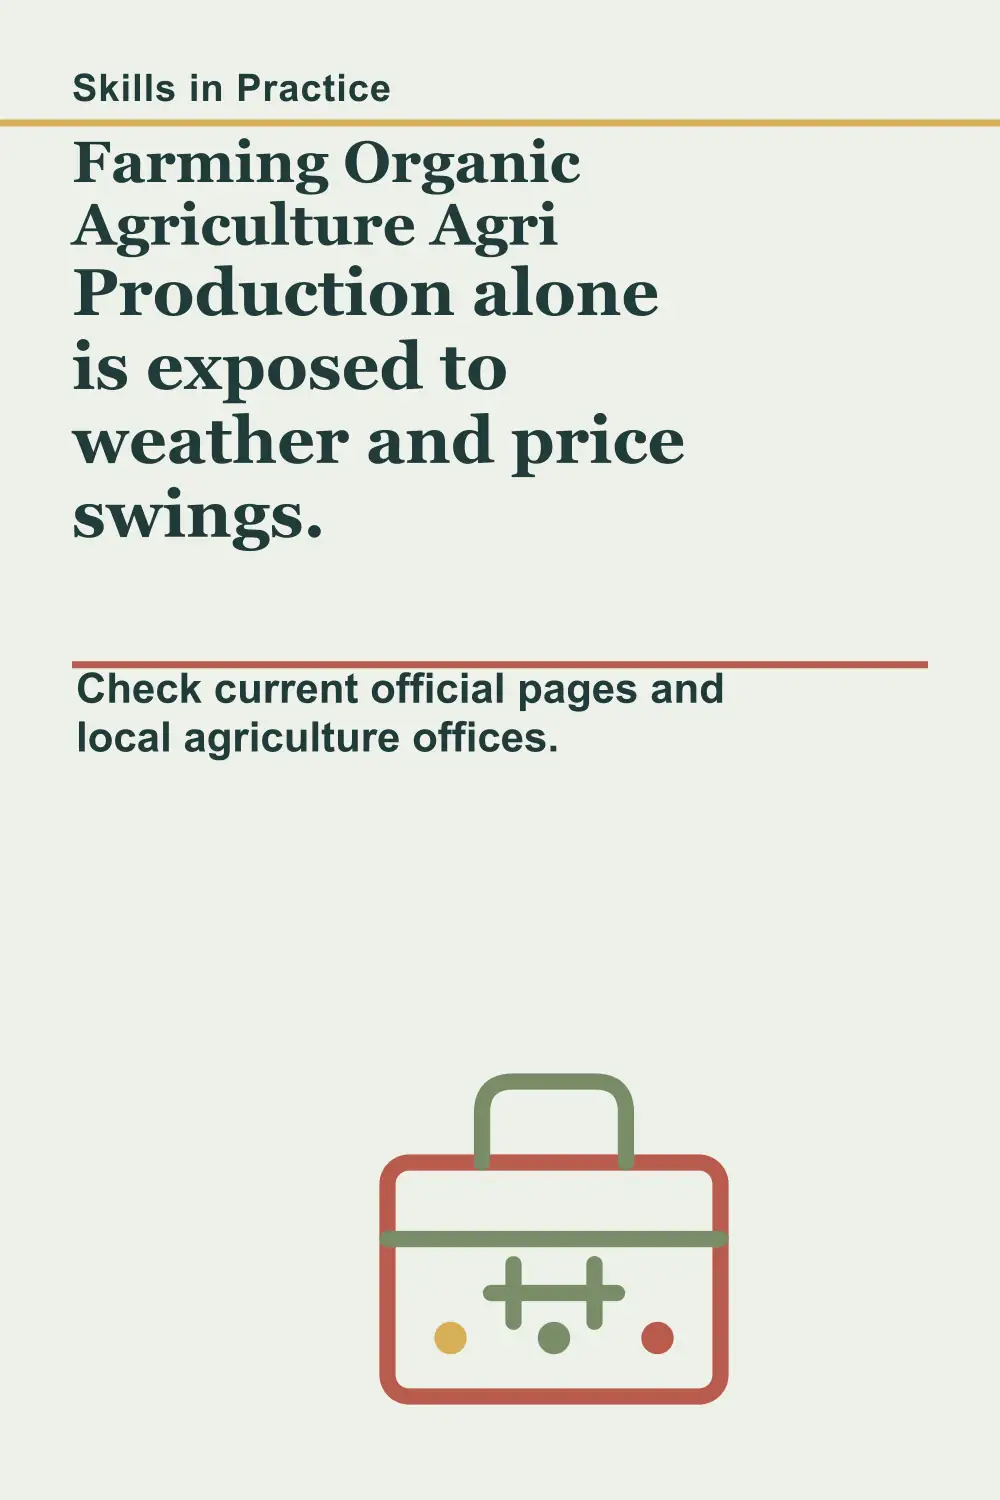 Skills in Practice
Farming Organic
Agriculture Agri
Production alone
is exposed to
weather and price
swings.
Check current official pages and
local agriculture offices.